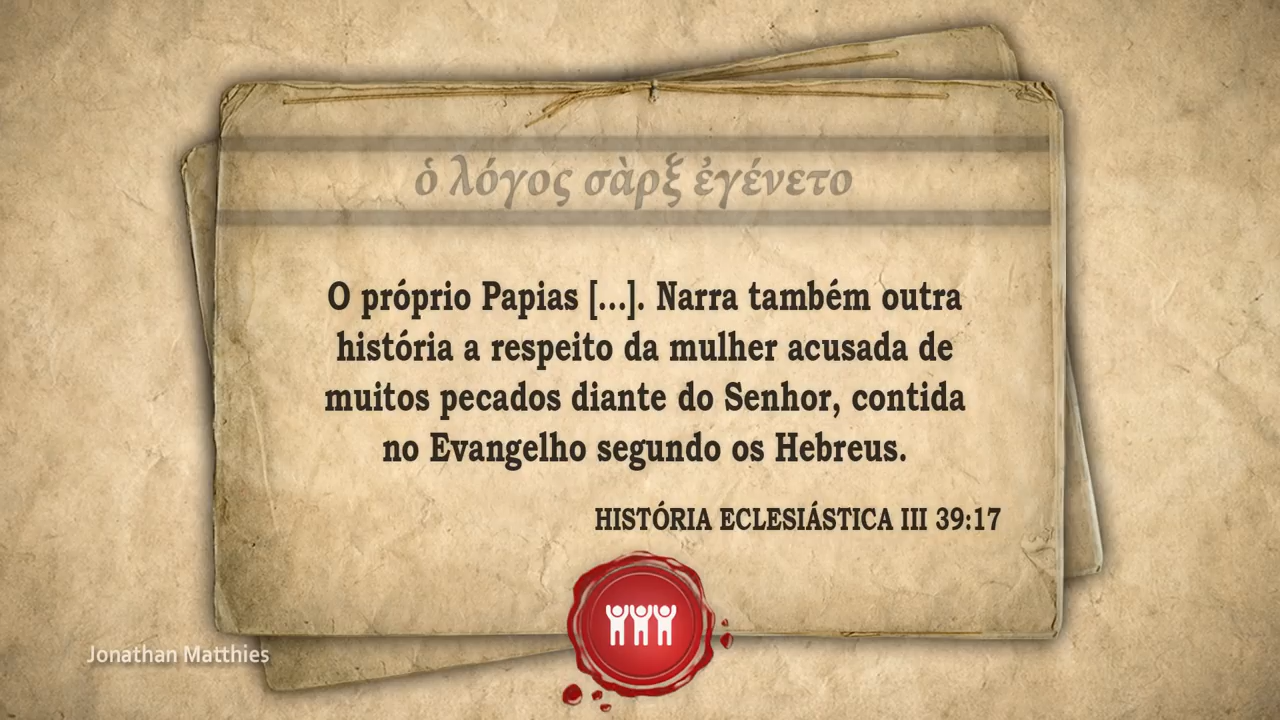 ὁ λόγος σὰρξ ἐγένετο
O próprio Papias [...]. Narra também outra
história a respeito da mulher acusada de
muitos pecados diante do Senhor, contida
no Evangelho segundo os Hebreus.
HISTÓRIA ECLESIÁSTICA III 39:17
Jonathan Matthies